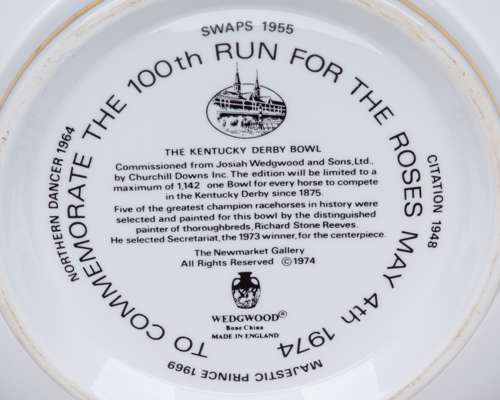 SWAPS 1955
TO COMMEMORATE THE 100th RUN FOR THE ROSES MAY 4th 1974
NORTHERN DANCER 1964
CITATION 1948
THE KENTUCKY DERBY BOWL
Commissioned from Josiah Wedgwood and Sons, Ltd.,
by Churchill Downs Inc. The edition will be limited to a
maximum of 1,142 one Bowl for every horse to compete
in the Kentucky Derby since 1875.
Five of the greatest champion racehorses in history were
selected and painted for this bowl by the distinguished
painter of thoroughbreds, Richard Stone Reeves.
He selected Secretariat, the 1973 winner, for the centerpiece.
The Newmarket Gallery
All Rights Reserved ©1974
WEDGWOOD®
Bone China
MADE IN ENGLAND
MAJESTIC PRINCE 1969